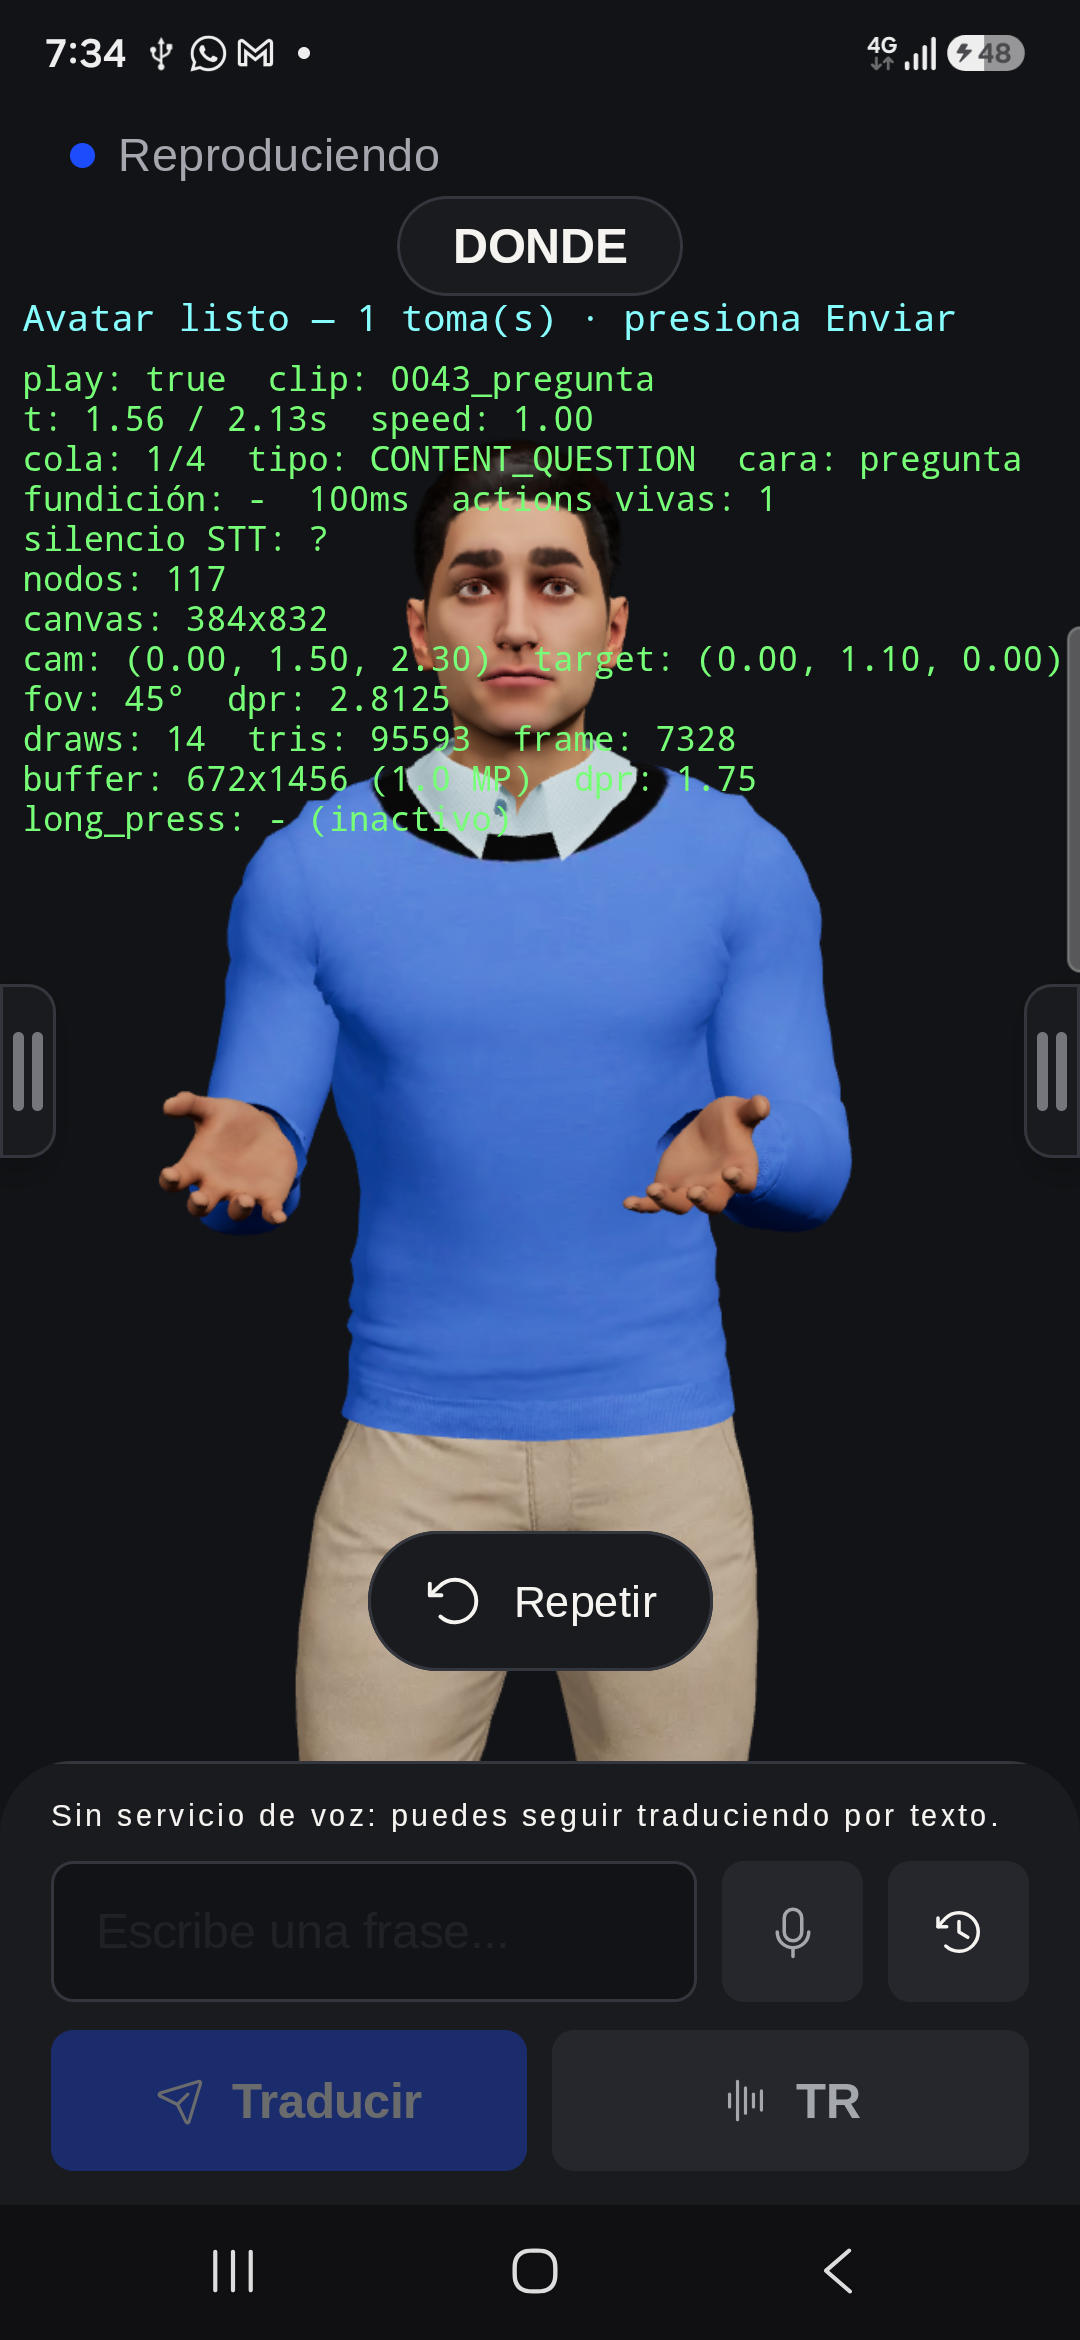 7:34
4G
48
Reproduciendo
DONDE
Avatar listo — 1 toma(s) · presiona Enviar
play: true  clip: 0043_pregunta
t: 1.56 / 2.13s  speed: 1.00
cola: 1/4  tipo: CONTENT_QUESTION  cara: pregunta
fundición: -  100ms  actions vivas: 1
silencio STT: ?
nodos: 117
canvas: 384x832
cam: (0.00, 1.50, 2.30)  target: (0.00, 1.10, 0.00)
fov: 45°  dpr: 2.8125
draws: 14  tris: 95593  frame: 7328
buffer: 672x1456 (1.0 MP)  dpr: 1.75
long_press: - (inactivo)
Repetir
Sin servicio de voz: puedes seguir traduciendo por texto.
Escribe una frase...
Traducir
TR